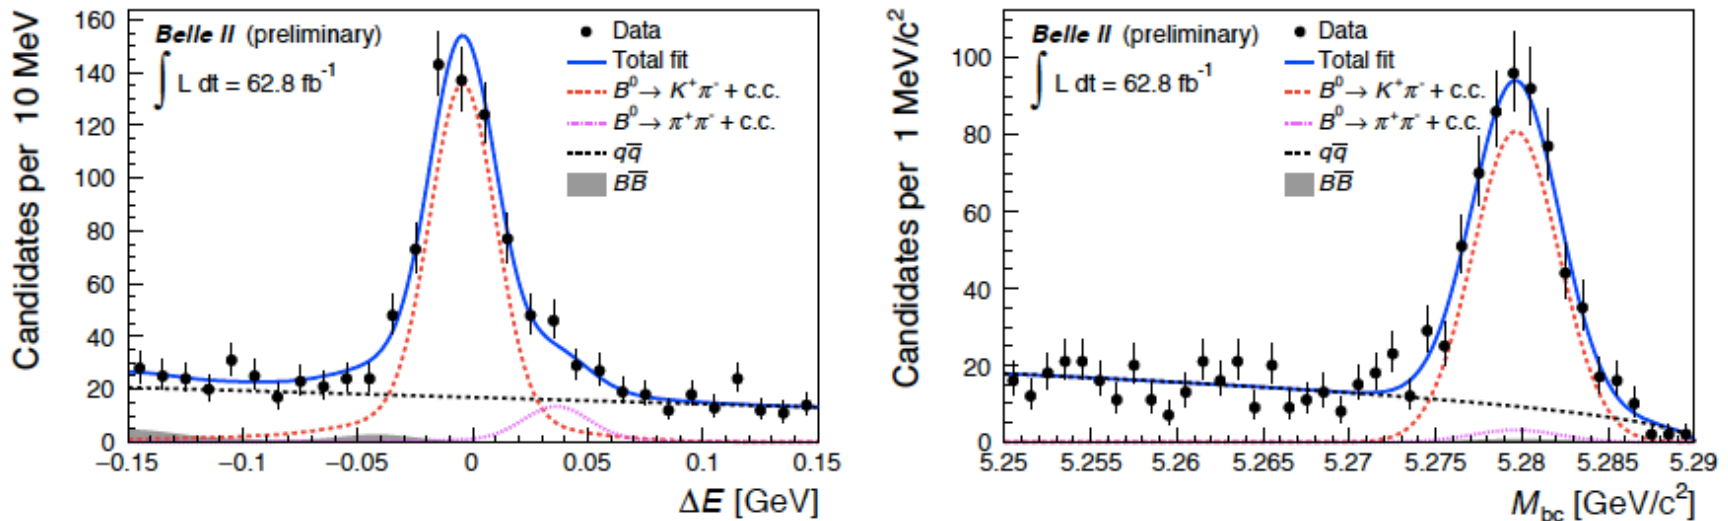 Candidates per 10 MeV
160
140
120
100
80
60
40
20
0
Belle II (preliminary)
∫ L dt = 62.8 fb⁻¹
Data
Total fit
B⁰ → K⁺π⁻ + c.c.
B⁰ → π⁺π⁻ + c.c.
qq̅
BB̅
−0.15 −0.1 −0.05 0 0.05 0.1 0.15
ΔE [GeV]
Candidates per 1 MeV/c²
100
80
60
40
20
0
Belle II (preliminary)
∫ L dt = 62.8 fb⁻¹
Data
Total fit
B⁰ → K⁺π⁻ + c.c.
B⁰ → π⁺π⁻ + c.c.
qq̅
BB̅
5.25 5.255 5.26 5.265 5.27 5.275 5.28 5.285 5.29
M_bc [GeV/c²]